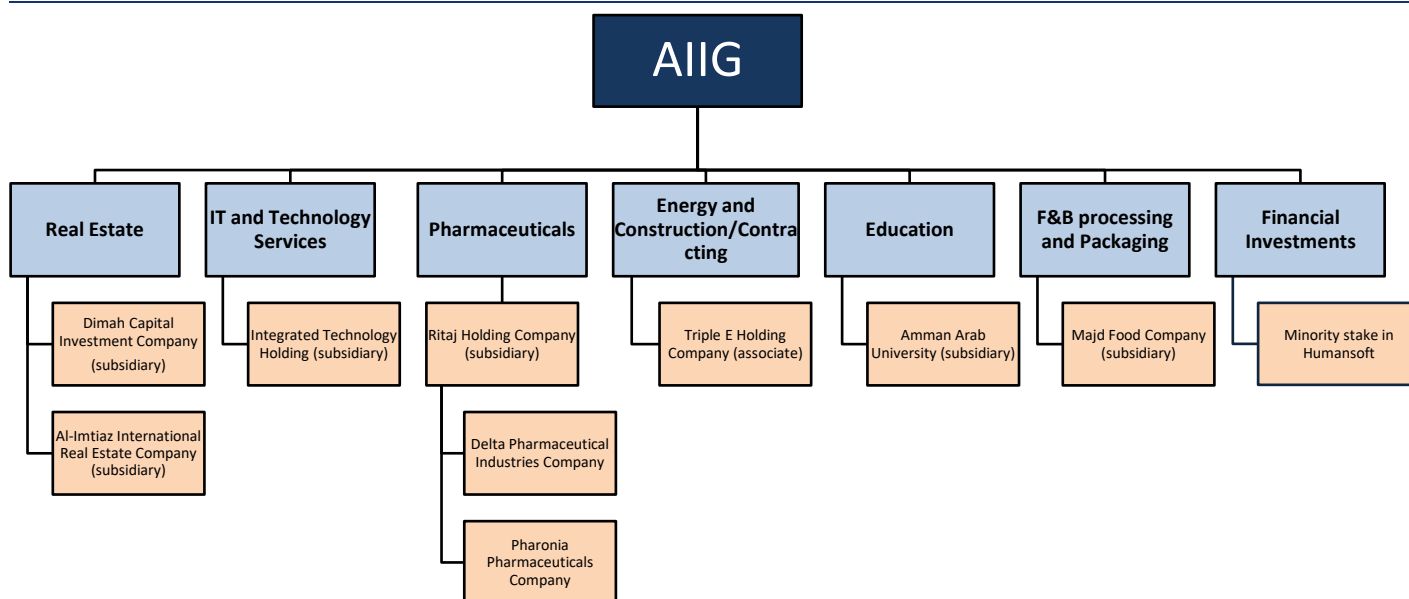 AIIG
Real Estate
IT and Technology
Services
Pharmaceuticals
Energy and
Construction/Contra
cting
Education
F&B processing
and Packaging
Financial
Investments
Dimah Capital
Investment Company
(subsidiary)
Integrated Technology
Holding (subsidiary)
Ritaj Holding Company
(subsidiary)
Triple E Holding
Company (associate)
Amman Arab
University (subsidiary)
Majd Food Company
(subsidiary)
Minority stake in
Humansoft
Al-Imtiaz International
Real Estate Company
(subsidiary)
Delta Pharmaceutical
Industries Company
Pharonia
Pharmaceuticals
Company